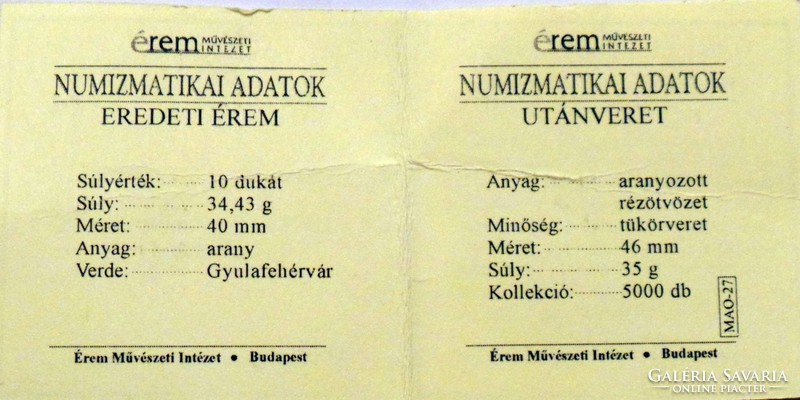 érem MŰVÉSZETI
INTÉZET
NUMIZMATIKAI ADATOK
EREDETI ÉREM
Súlyérték: 10 dukát
Súly: 34,43 g
Méret: 40 mm
Anyag: arany
Verde: Gyulafehérvár
Érem Művészeti Intézet • Budapest
érem MŰVÉSZETI
INTÉZET
NUMIZMATIKAI ADATOK
UTÁNVERET
Anyag: aranyozott
rézötvözet
Minőség: tükörveret
Méret: 46 mm
Súly: 35 g
Kollekció: 5000 db
MAO-27
Érem Művészeti Intézet • Budapest
GALÉRIA SAVARIA
ONLINE PIACTÉR